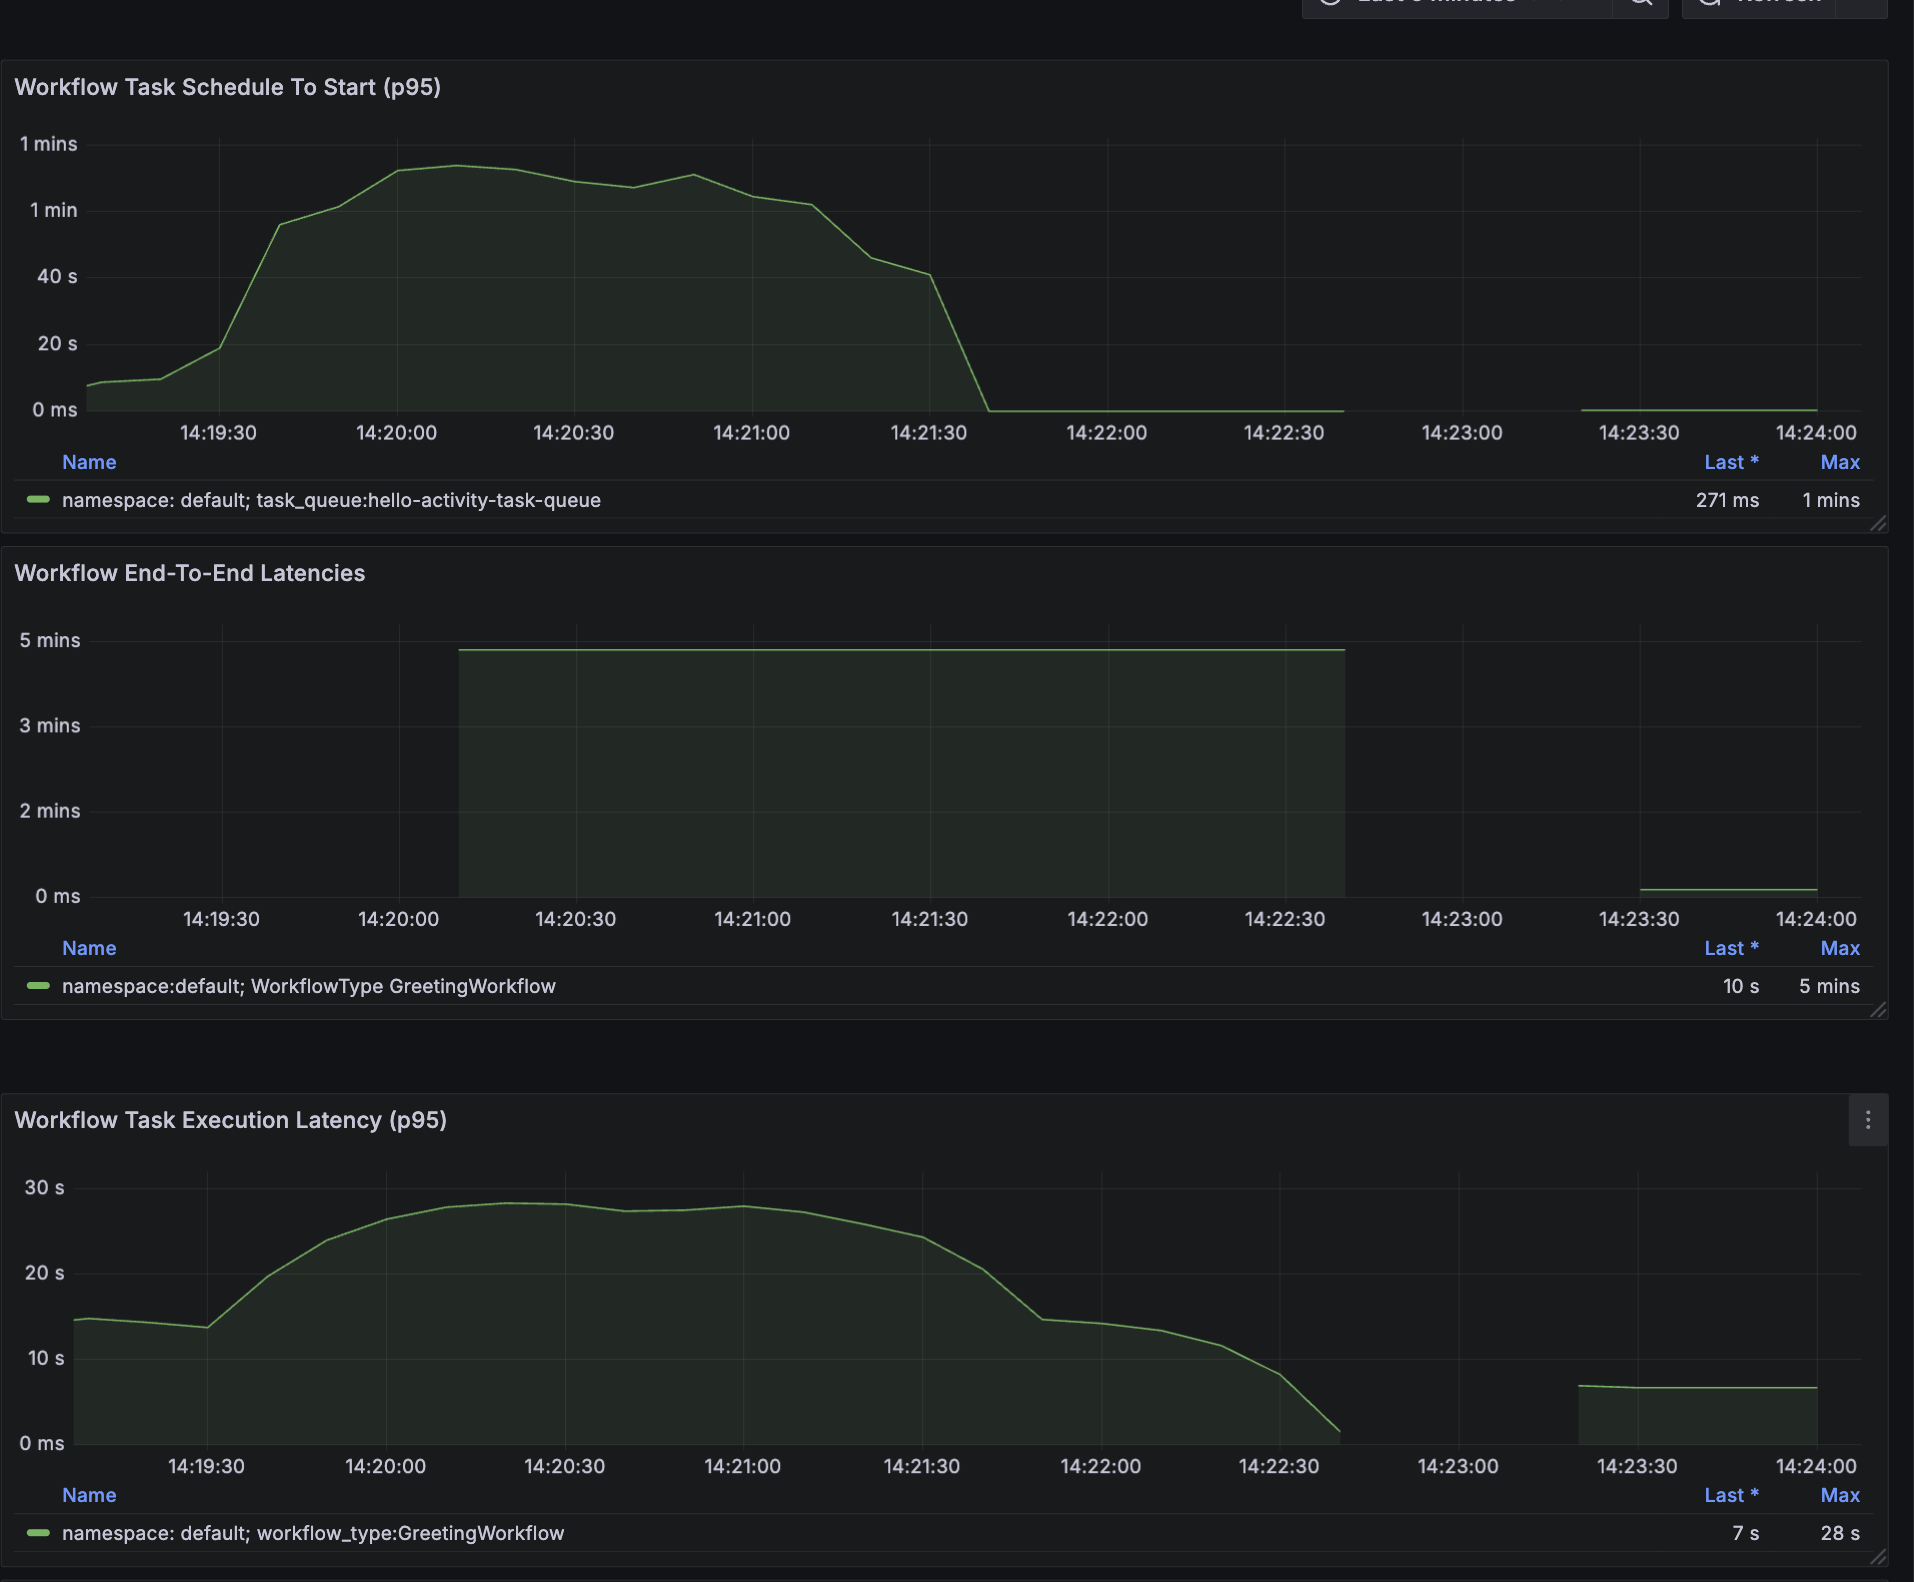 Workflow Task Schedule To Start (p95)
1 mins
1 min
40 s
20 s
0 ms
14:19:30 14:20:00 14:20:30 14:21:00 14:21:30 14:22:00 14:22:30 14:23:00 14:23:30 14:24:00
Name Last * Max
namespace: default; task_queue:hello-activity-task-queue 271 ms 1 mins
Workflow End-To-End Latencies
5 mins
3 mins
2 mins
0 ms
14:19:30 14:20:00 14:20:30 14:21:00 14:21:30 14:22:00 14:22:30 14:23:00 14:23:30 14:24:00
Name Last * Max
namespace:default; WorkflowType GreetingWorkflow 10 s 5 mins
Workflow Task Execution Latency (p95)
30 s
20 s
10 s
0 ms
14:19:30 14:20:00 14:20:30 14:21:00 14:21:30 14:22:00 14:22:30 14:23:00 14:23:30 14:24:00
Name Last * Max
namespace: default; workflow_type:GreetingWorkflow 7 s 28 s